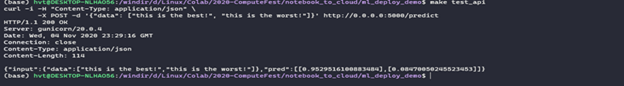 (base) hvt@DESKTOP-NLHAO56:/windir/d/Linux/Colab/2020-ComputeFest/notebook_to_cloud/ml_deploy_demo$ make test_api
curl -i -H "Content-Type: application/json" \
-X POST -d '{"data": ["this is the best!", "this is the worst!"]}' http://0.0.0.0:5000/predict
HTTP/1.1 200 OK
Server: gunicorn/20.0.4
Date: Wed, 04 Nov 2020 23:29:16 GMT
Connection: close
Content-Type: application/json
Content-Length: 114
{"input":{"data":["this is the best!","this is the worst!"]},"pred":[[0.9529516100883484],[0.08470050245523453]]}
(base) hvt@DESKTOP-NLHAO56:/windir/d/Linux/Colab/2020-ComputeFest/notebook_to_cloud/ml_deploy_demo$